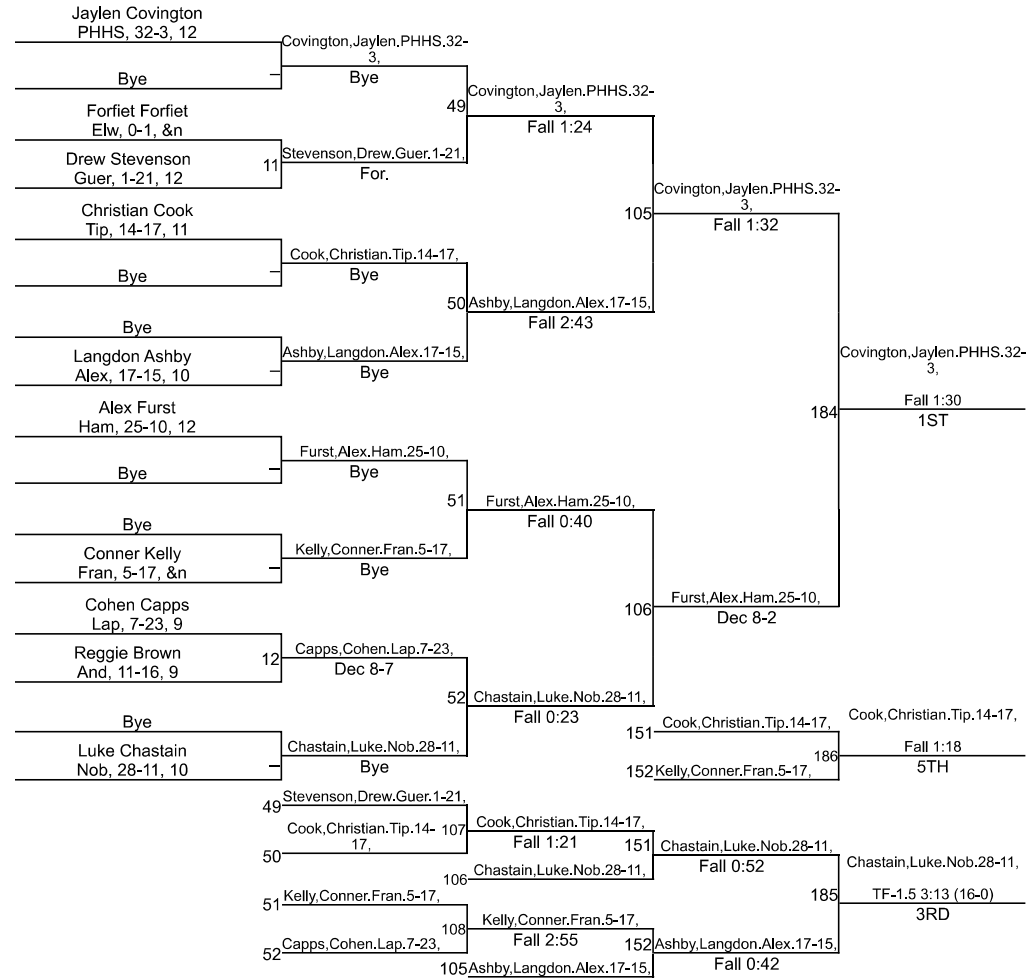 Jaylen Covington
PHHS, 32-3, 12
Bye
Covington,Jaylen.PHHS.32-
3,
Bye
Forfiet Forfiet
Elw, 0-1, &n
Drew Stevenson
Guer, 1-21, 12
11
Stevenson,Drew.Guer.1-21,
For.
49
Covington,Jaylen.PHHS.32-
3,
Fall 1:24
Christian Cook
Tip, 14-17, 11
Bye
Cook,Christian.Tip.14-17,
Bye
Bye
Langdon Ashby
Alex, 17-15, 10
Ashby,Langdon.Alex.17-15,
Bye
50
Ashby,Langdon.Alex.17-15,
Fall 2:43
105
Covington,Jaylen.PHHS.32-
3,
Fall 1:32
Alex Furst
Ham, 25-10, 12
Bye
Furst,Alex.Ham.25-10,
Bye
Bye
Conner Kelly
Fran, 5-17, &n
Kelly,Conner.Fran.5-17,
Bye
51
Furst,Alex.Ham.25-10,
Fall 0:40
Cohen Capps
Lap, 7-23, 9
Reggie Brown
And, 11-16, 9
12
Capps,Cohen.Lap.7-23,
Dec 8-7
Bye
Luke Chastain
Nob, 28-11, 10
Chastain,Luke.Nob.28-11,
Bye
52
Chastain,Luke.Nob.28-11,
Fall 0:23
106
Furst,Alex.Ham.25-10,
Dec 8-2
184
Covington,Jaylen.PHHS.32-
3,
Fall 1:30
1ST
151
Cook,Christian.Tip.14-17,
152
Kelly,Conner.Fran.5-17,
186
Cook,Christian.Tip.14-17,
Fall 1:18
5TH
49
Stevenson,Drew.Guer.1-21,
50
Cook,Christian.Tip.14-
17,
107
Cook,Christian.Tip.14-17,
Fall 1:21
106
Chastain,Luke.Nob.28-11,
151
Chastain,Luke.Nob.28-11,
Fall 0:52
51
Kelly,Conner.Fran.5-17,
52
Capps,Cohen.Lap.7-23,
108
Kelly,Conner.Fran.5-17,
Fall 2:55
105
Ashby,Langdon.Alex.17-15,
152
Ashby,Langdon.Alex.17-15,
Fall 0:42
185
Chastain,Luke.Nob.28-11,
TF-1.5 3:13 (16-0)
3RD